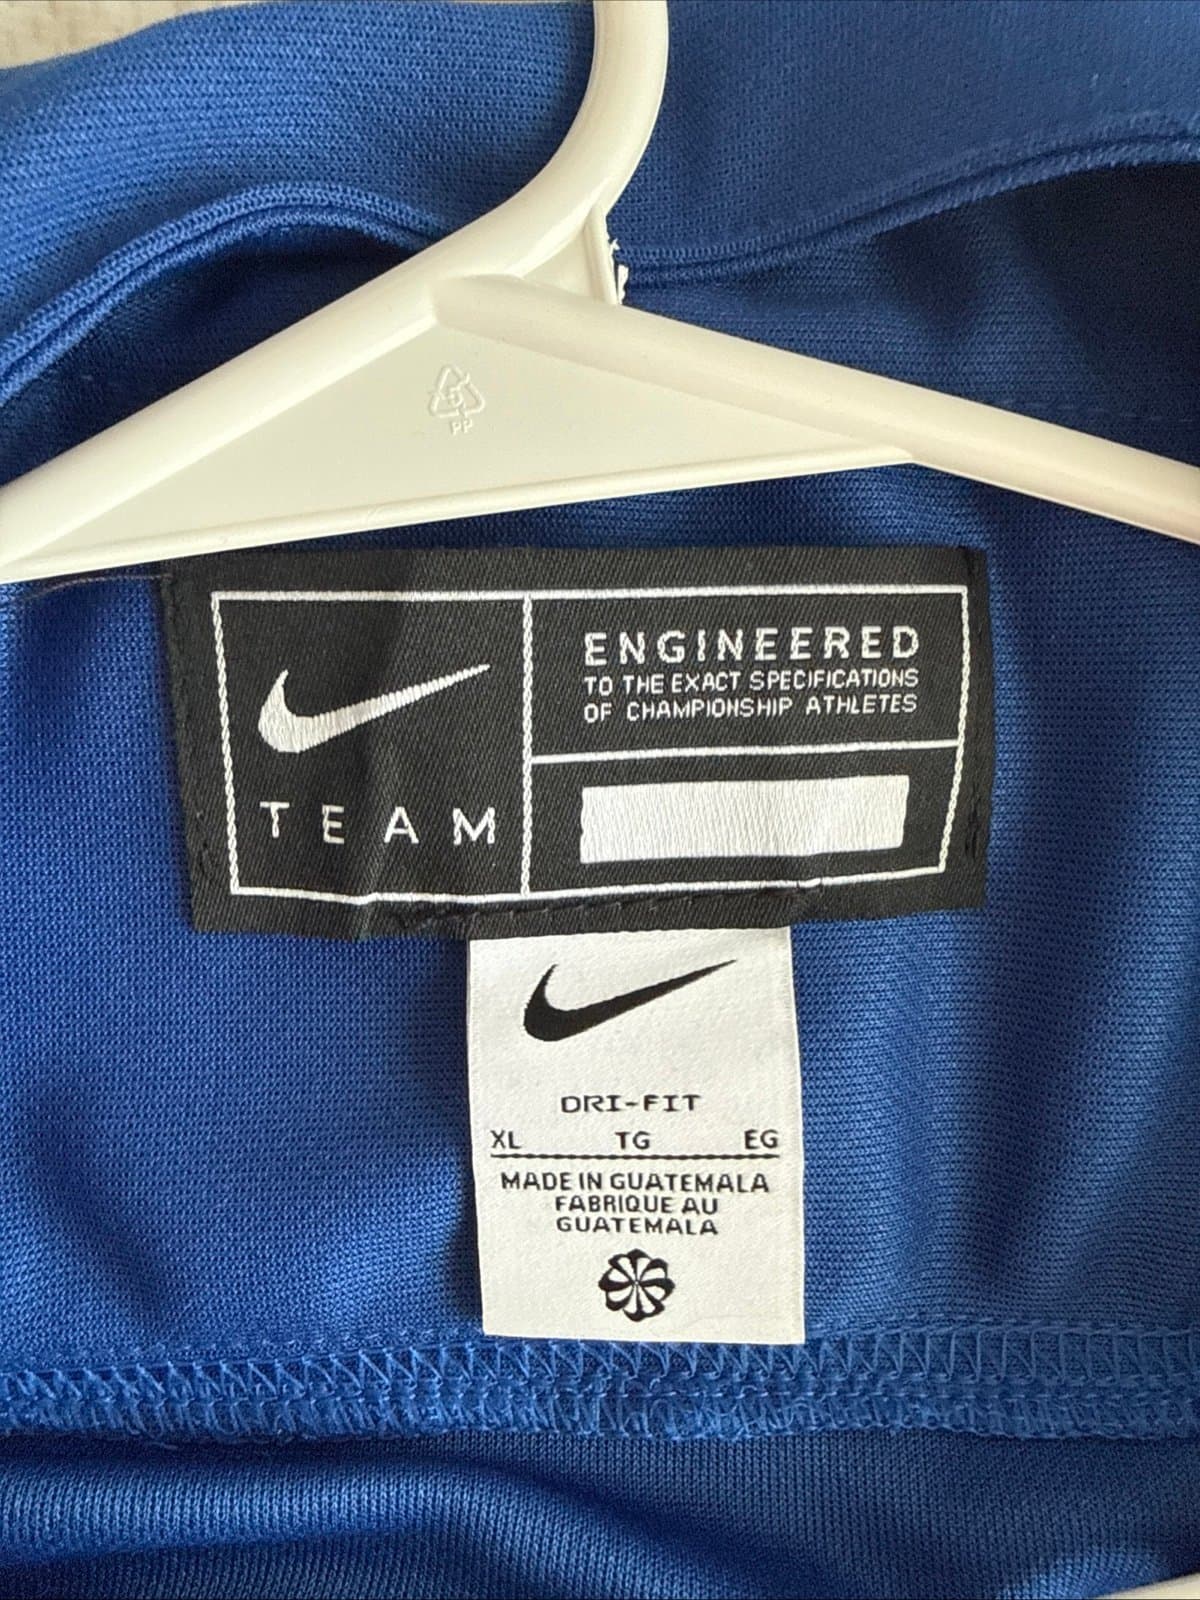 5
PP
TEAM
ENGINEERED
TO THE EXACT SPECIFICATIONS
OF CHAMPIONSHIP ATHLETES
DRI-FIT
XL TG EG
MADE IN GUATEMALA
FABRIQUE AU
GUATEMALA